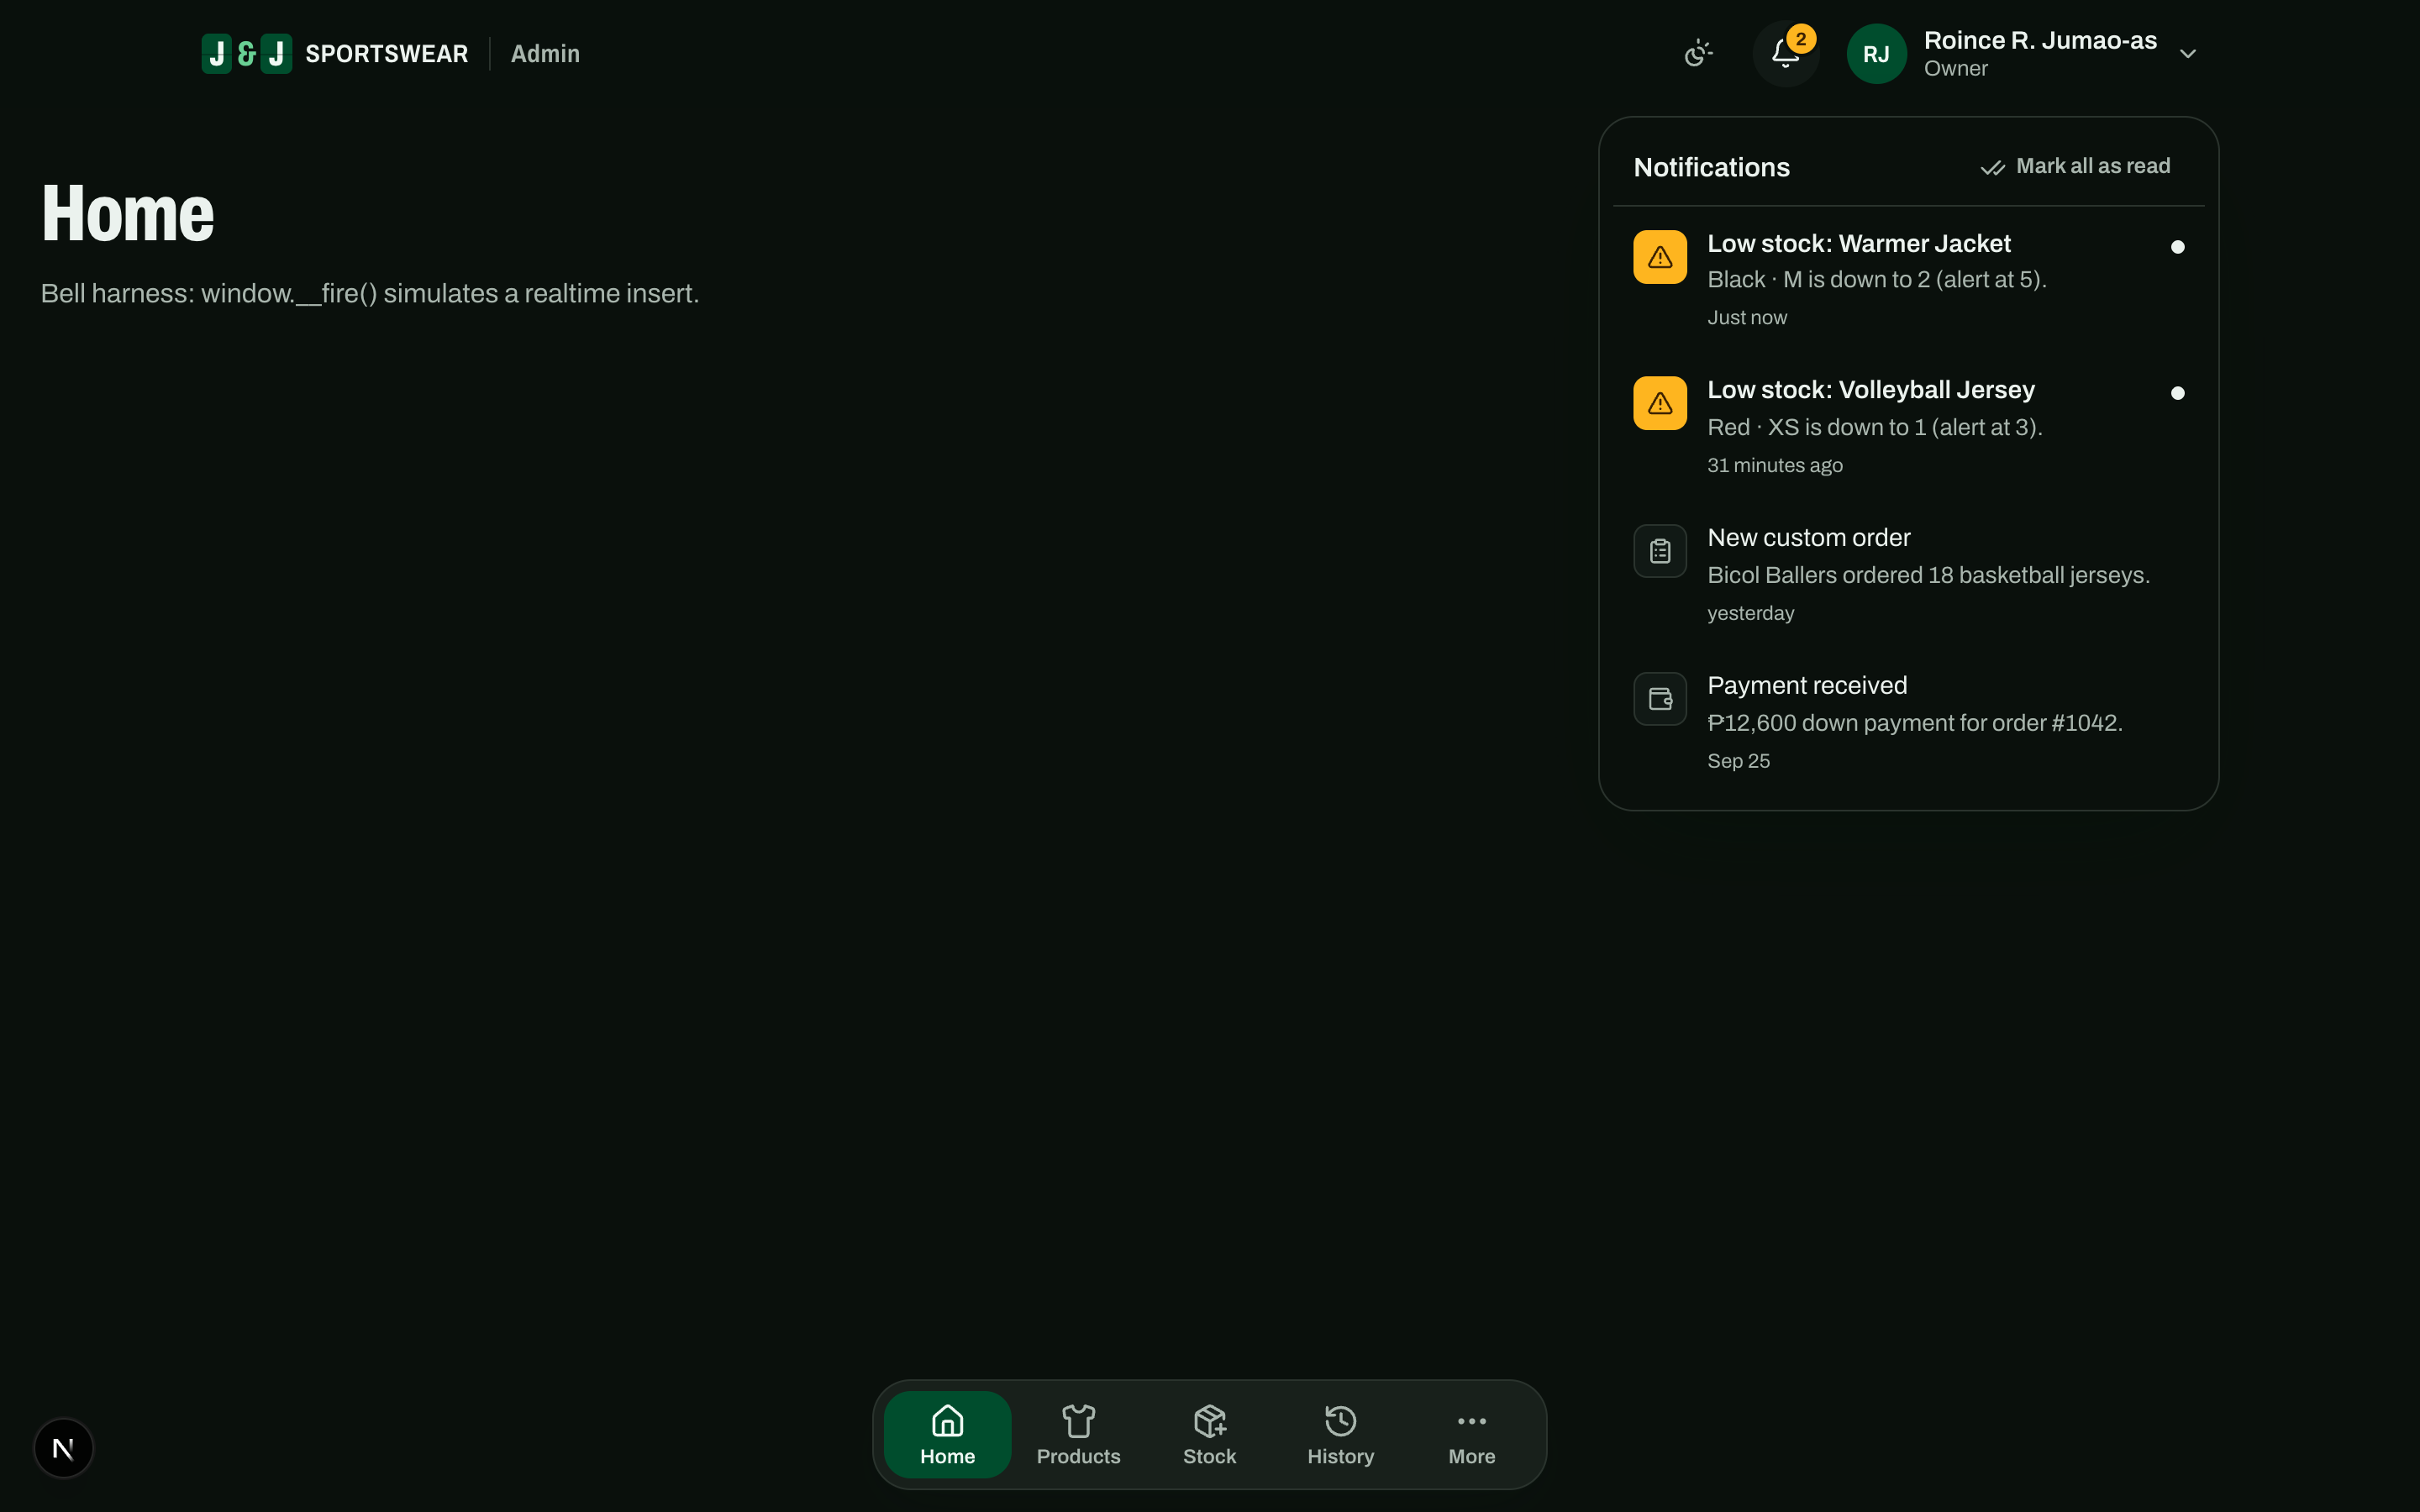 J & J SPORTSWEAR Admin
2
RJ
Roince R. Jumao-as
Owner
Home
Bell harness: window.__fire() simulates a realtime insert.
Notifications
Mark all as read
Low stock: Warmer Jacket
Black · M is down to 2 (alert at 5).
Just now
Low stock: Volleyball Jersey
Red · XS is down to 1 (alert at 3).
31 minutes ago
New custom order
Bicol Ballers ordered 18 basketball jerseys.
yesterday
Payment received
₱12,600 down payment for order #1042.
Sep 25
N
Home
Products
Stock
History
More